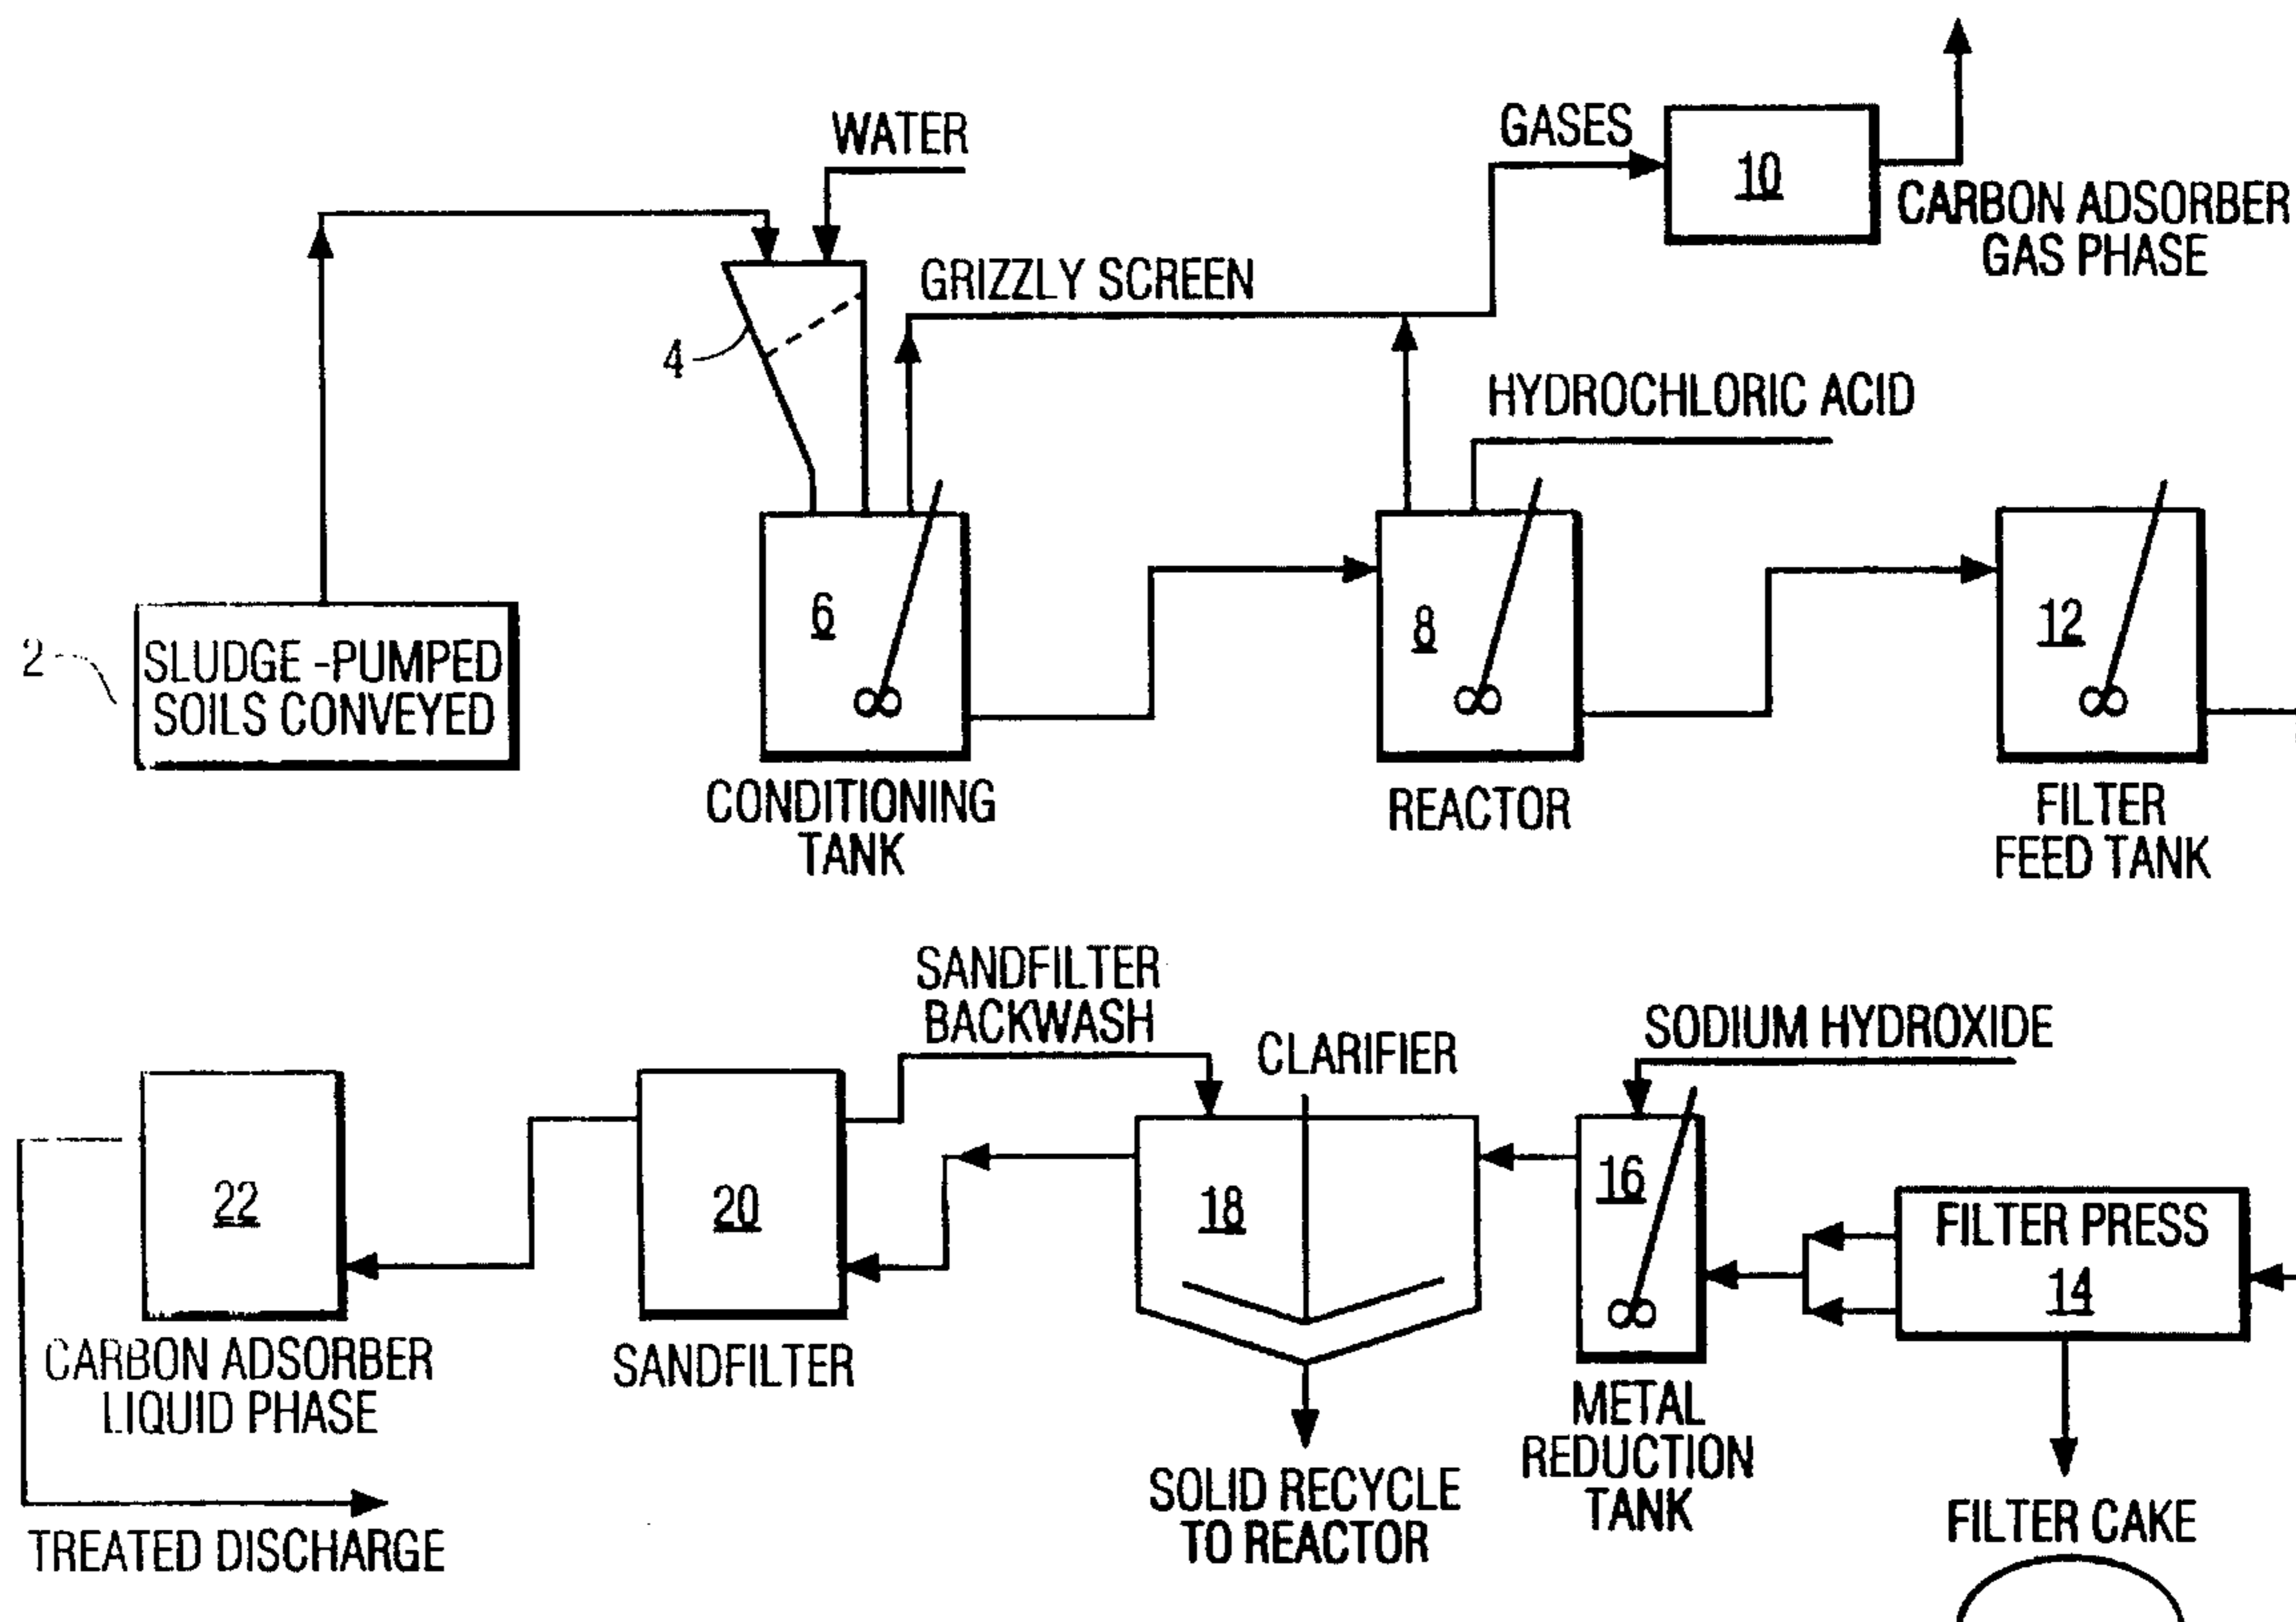 WATER
GASES
10
CARBON ADSORBER
GAS PHASE
GRIZZLY SCREEN
4
HYDROCHLORIC ACID
2
SLUDGE -PUMPED
SOILS CONVEYED
6
8
12
CONDITIONING
TANK
REACTOR
FILTER
FEED TANK
SANDFILTER
BACKWASH
CLARIFIER
SODIUM HYDROXIDE
22
20
18
16
FILTER PRESS
14
CARBON ADSORBER
LIQUID PHASE
SANDFILTER
METAL
REDUCTION
TANK
SOLID RECYCLE
TO REACTOR
FILTER CAKE
TREATED DISCHARGE